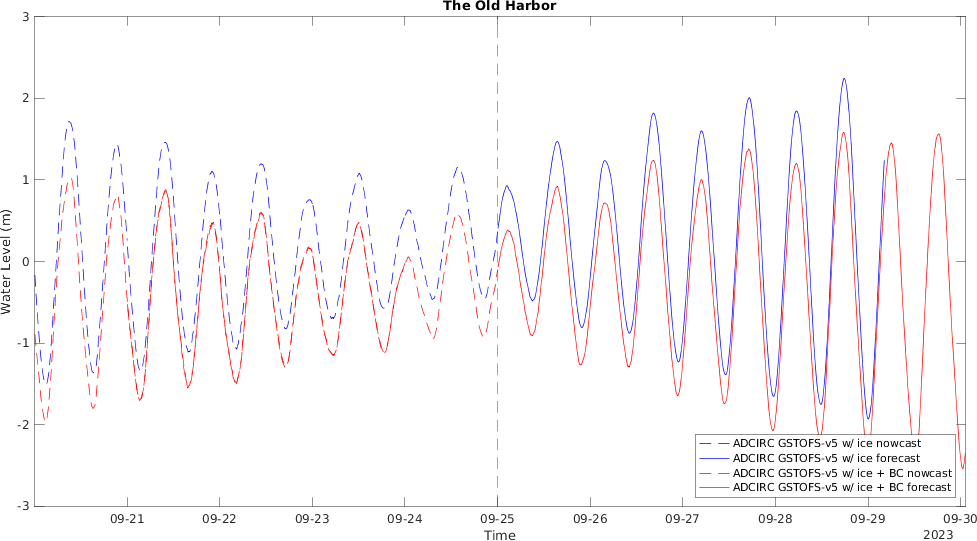 The Old Harbor
3
2
1
0
-1
-2
-3
Water Level (m)
ADCIRC GSTOFS-v5 w/ ice nowcast
ADCIRC GSTOFS-v5 w/ ice forecast
ADCIRC GSTOFS-v5 w/ ice + BC nowcast
ADCIRC GSTOFS-v5 w/ ice + BC forecast
09-21 09-22 09-23 09-24 09-25 09-26 09-27 09-28 09-29 09-30
Time
2023